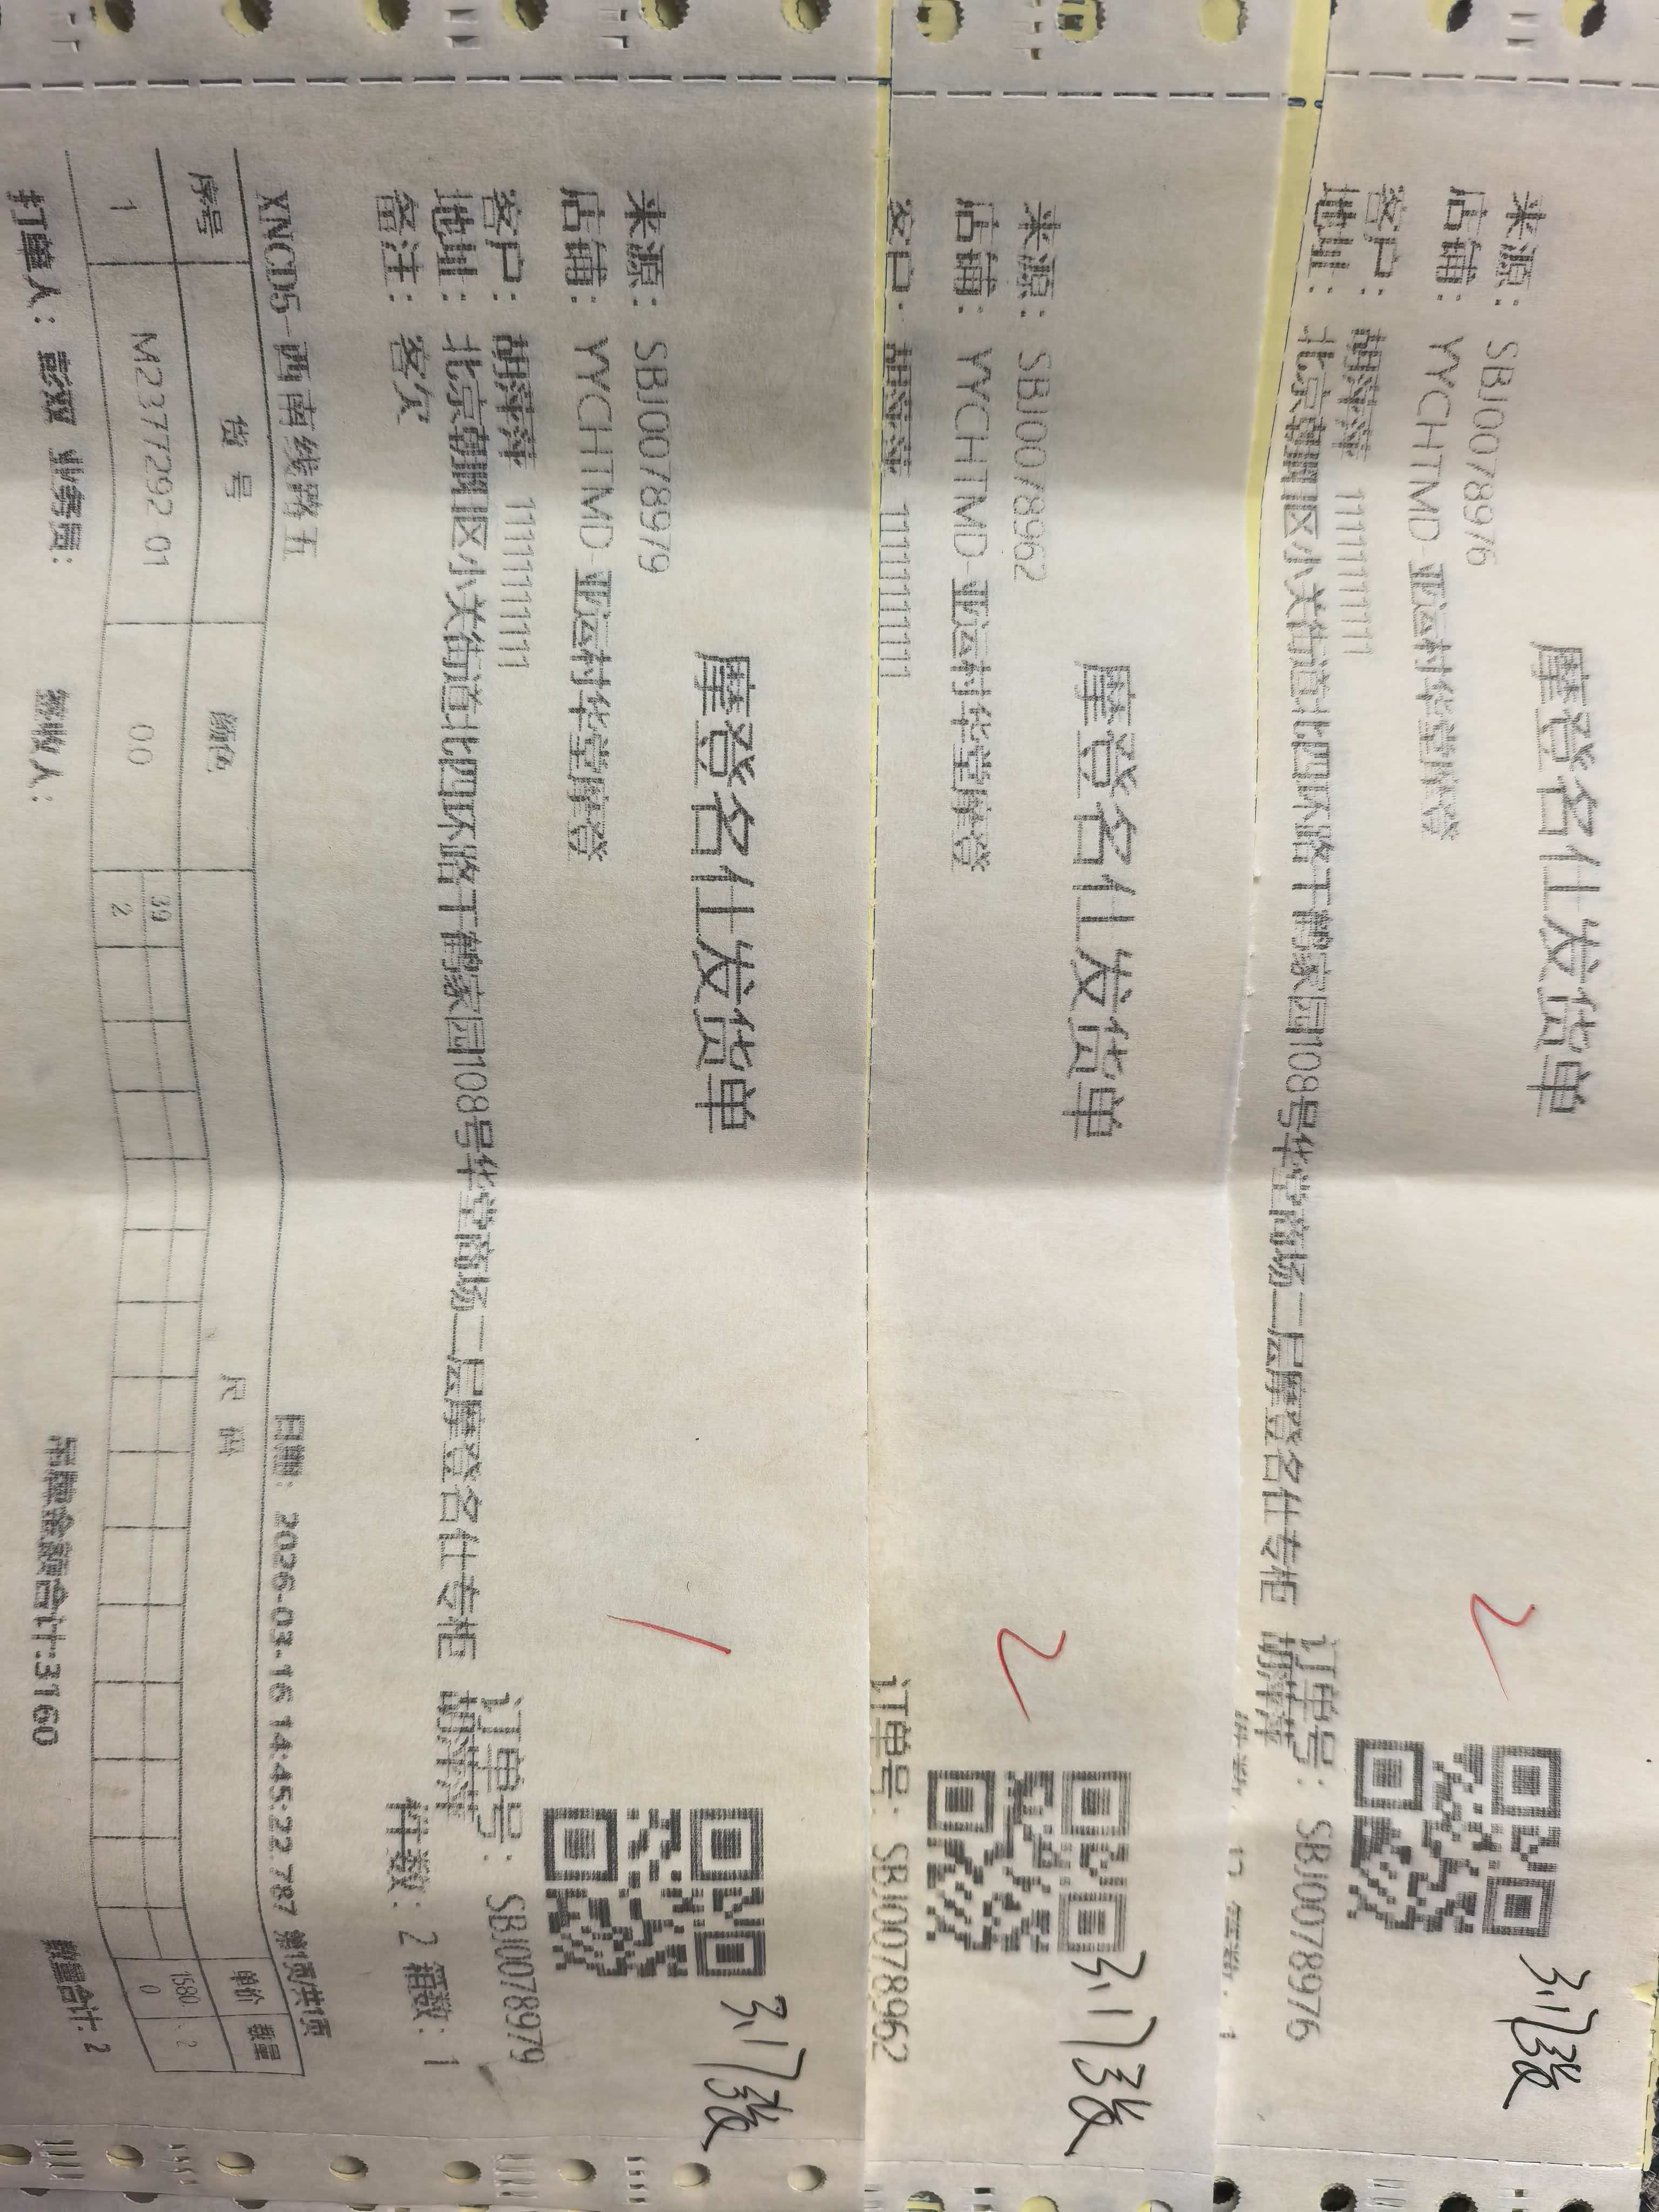 摩登名仕发货单
来源：SBJ0078976
店铺：YYCHTMD-亚运村华堂摩登
客户：胡萍萍 11111111111
订单号：SBJ0078976
地址：北京朝阳区小关街道北四环路干鹤家园108号华堂商场二层摩登名仕专柜 胡萍萍
2
摩登名仕发货单
来源：SBJ0078962
店铺：YYCHTMD-亚运村华堂摩登
客户：胡萍萍 11111111111
订单号：SBJ0078962
2
摩登名仕发货单
来源：SBJ0078979
店铺：YYCHTMD-亚运村华堂摩登
客户：胡萍萍 11111111111
订单号：SBJ0078979
地址：北京朝阳区小关街道北四环路干鹤家园108号华堂商场二层摩登名仕专柜 胡萍萍
备注：客欠
件数：2 箱数：1
1
XNCD5-西南线路五
日期：2026-03-16 14:45:22.787 第1页/共1页
序号 货 号 颜色 尺 码 单价 数量
1 M2377292 01 00 39 1580 2
2 0
吊牌金额合计:3160
数量合计: 2
打单人：彭双 业务员：
签收人：